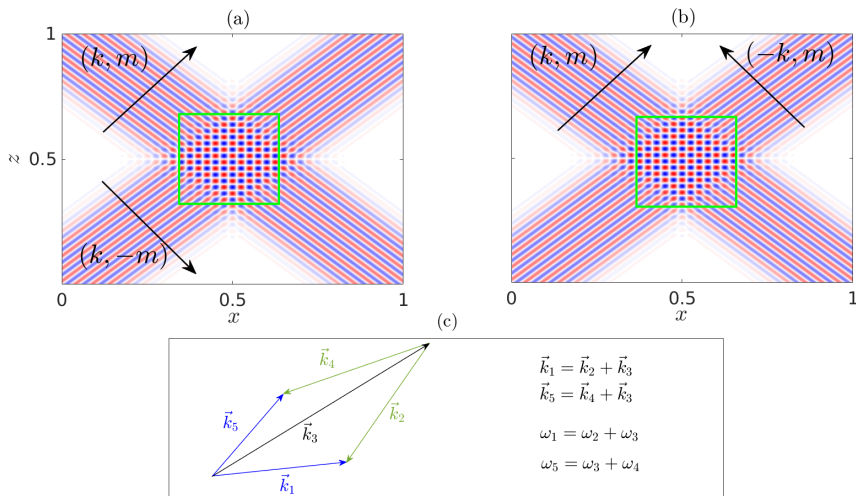 (a)
(b)
1
0.5
z
(k, m)
(k, −m)
0
0.5
1
x
(k, m)
(−k, m)
0
0.5
1
x
(c)
k⃗₄
k⃗₅
k⃗₃
k⃗₂
k⃗₁
k⃗₁ = k⃗₂ + k⃗₃
k⃗₅ = k⃗₄ + k⃗₃
ω₁ = ω₂ + ω₃
ω₅ = ω₃ + ω₄